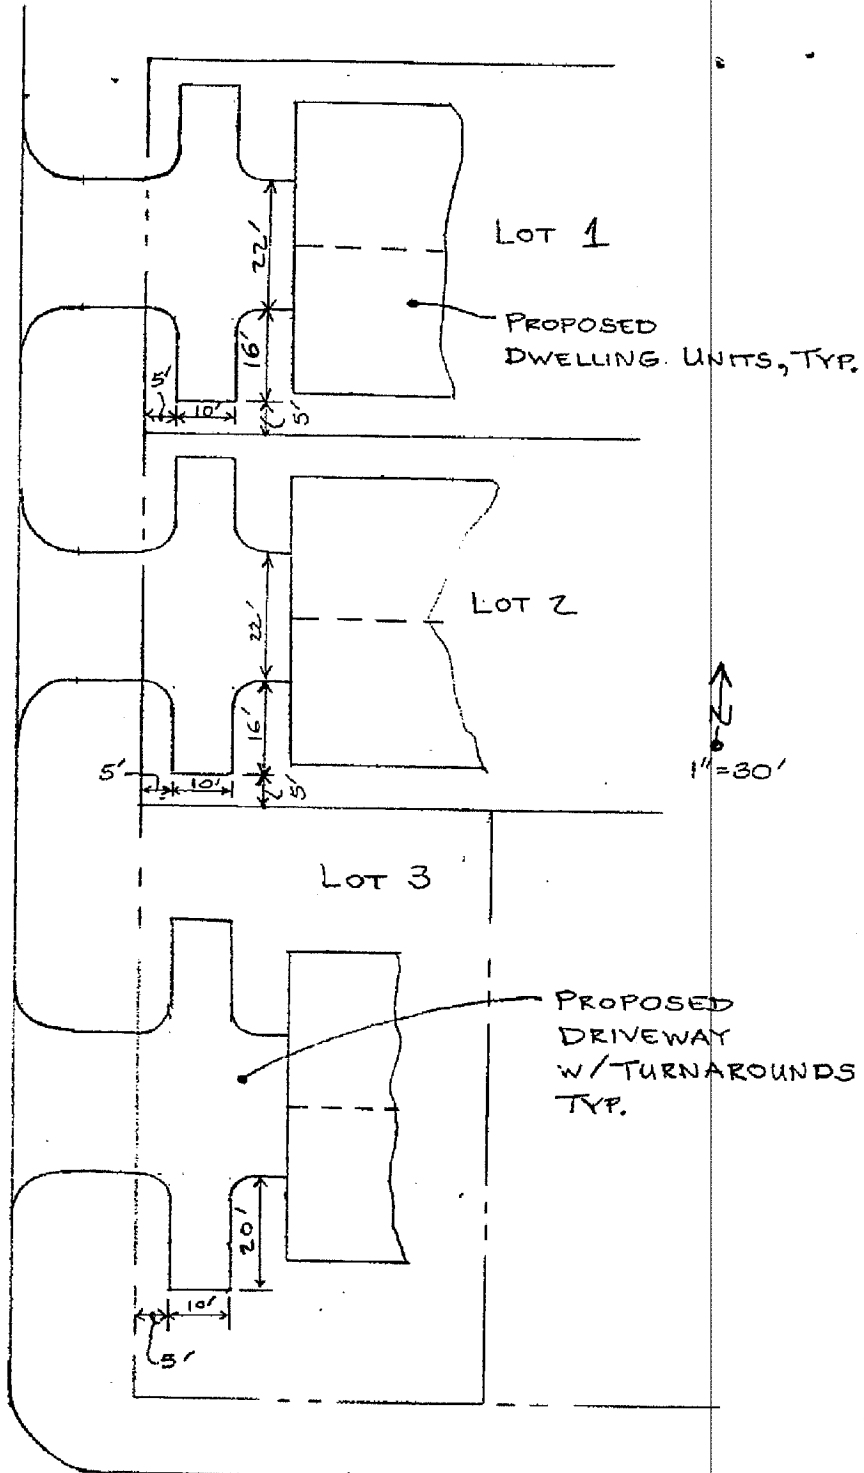 LOT 1
22'
PROPOSED
DWELLING UNITS, TYP.
16'
5'
10'
5'
LOT 2
22'
16'
N
5'
10'
5'
1"=30'
LOT 3
PROPOSED
DRIVEWAY
W/TURNAROUNDS
TYP.
20'
10'
5'